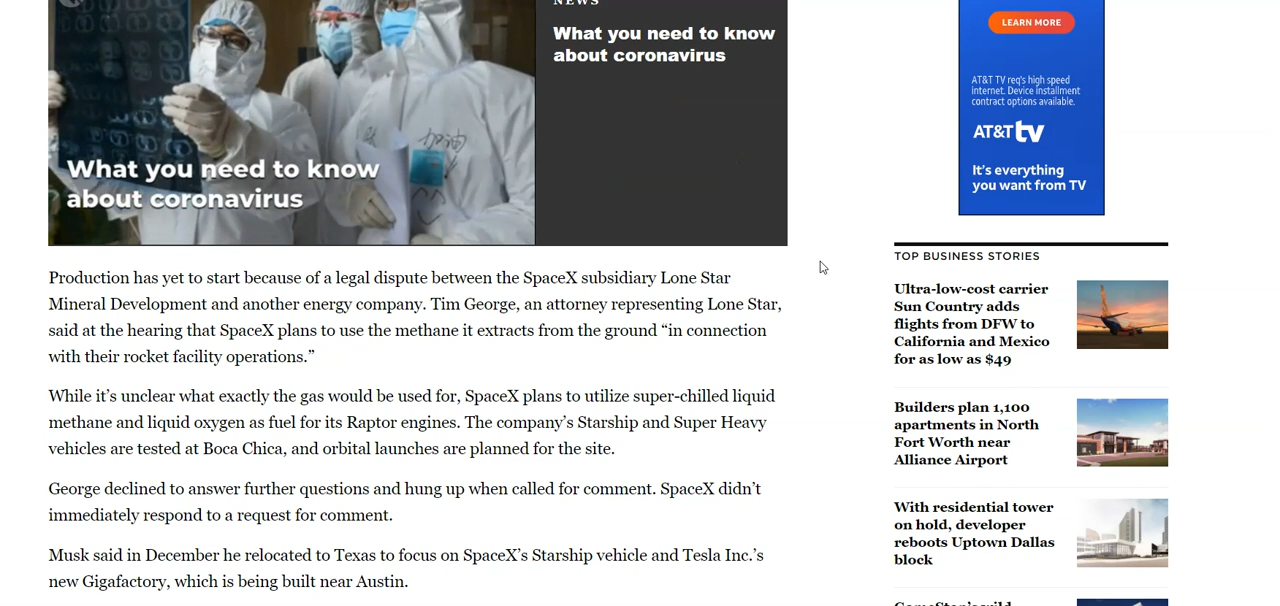 NEWS
What you need to know
about coronavirus
加油
What you need to know
about coronavirus
Production has yet to start because of a legal dispute between the SpaceX subsidiary Lone Star
Mineral Development and another energy company. Tim George, an attorney representing Lone Star,
said at the hearing that SpaceX plans to use the methane it extracts from the ground “in connection
with their rocket facility operations.”
While it’s unclear what exactly the gas would be used for, SpaceX plans to utilize super-chilled liquid
methane and liquid oxygen as fuel for its Raptor engines. The company’s Starship and Super Heavy
vehicles are tested at Boca Chica, and orbital launches are planned for the site.
George declined to answer further questions and hung up when called for comment. SpaceX didn’t
immediately respond to a request for comment.
Musk said in December he relocated to Texas to focus on SpaceX’s Starship vehicle and Tesla Inc.’s
new Gigafactory, which is being built near Austin.
LEARN MORE
AT&T TV req's high speed
internet. Device installment
contract options available.
AT&T tv
It’s everything
you want from TV
TOP BUSINESS STORIES
Ultra-low-cost carrier
Sun Country adds
flights from DFW to
California and Mexico
for as low as $49
Builders plan 1,100
apartments in North
Fort Worth near
Alliance Airport
With residential tower
on hold, developer
reboots Uptown Dallas
block
GameStop’s wild